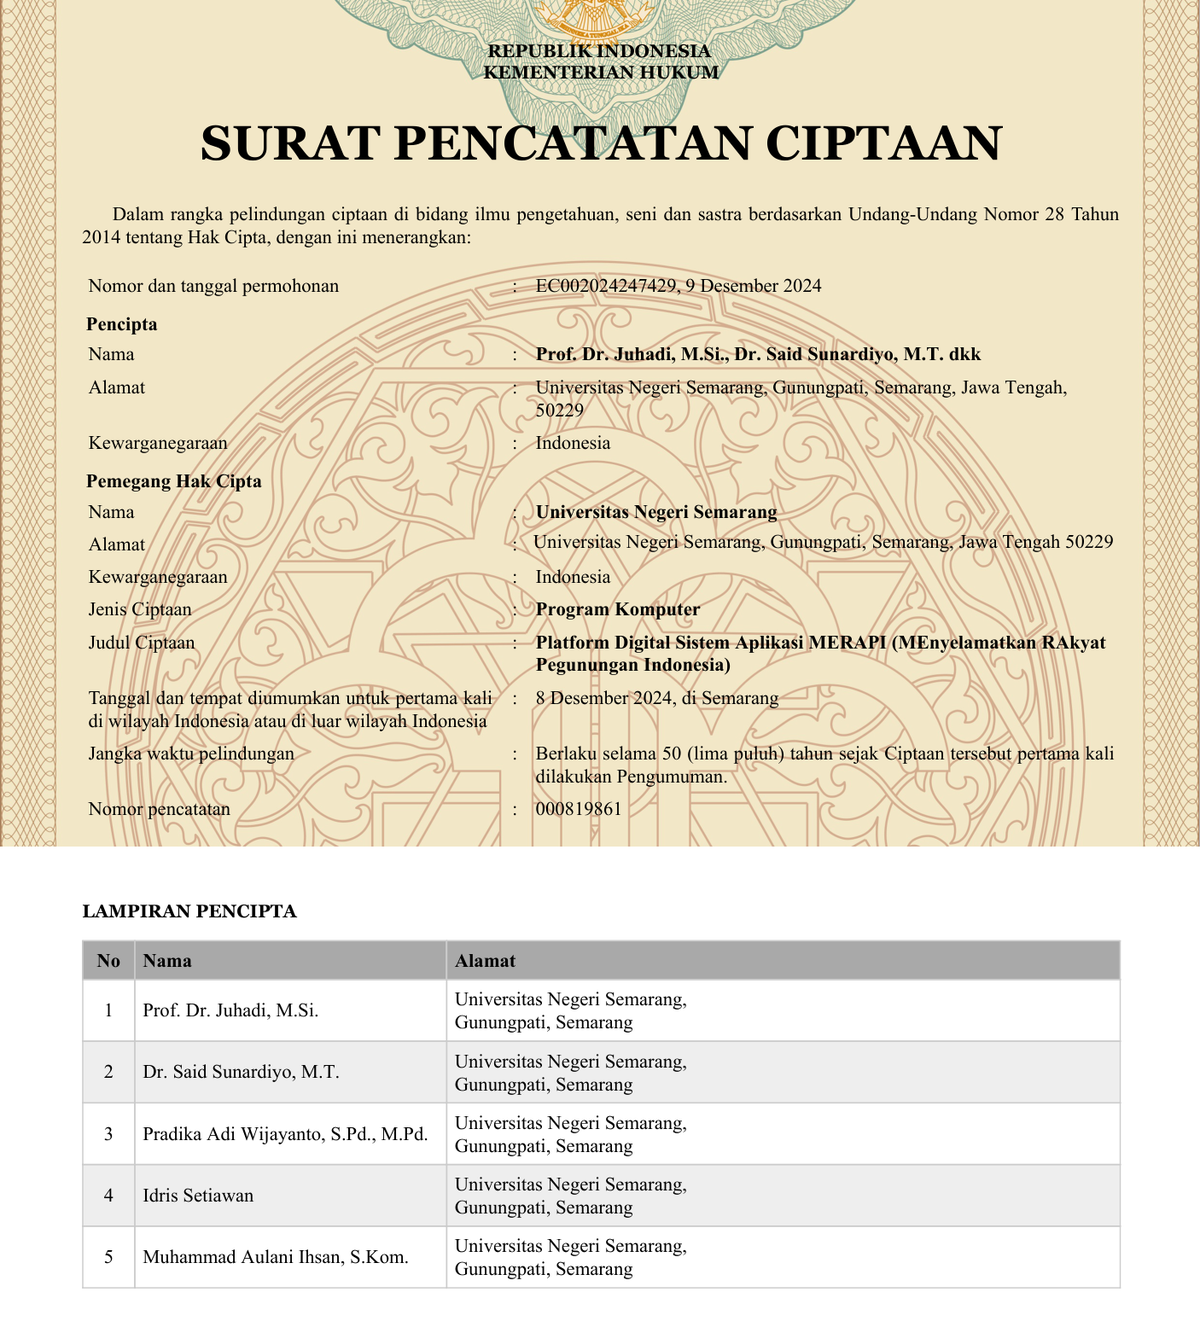 REPUBLIK INDONESIA
KEMENTERIAN HUKUM
SURAT PENCATATAN CIPTAAN
Dalam rangka pelindungan ciptaan di bidang ilmu pengetahuan, seni dan sastra berdasarkan Undang-Undang Nomor 28 Tahun
2014 tentang Hak Cipta, dengan ini menerangkan:
Nomor dan tanggal permohonan : EC002024247429, 9 Desember 2024
Pencipta
Nama : Prof. Dr. Juhadi, M.Si., Dr. Said Sunardiyo, M.T. dkk
Alamat : Universitas Negeri Semarang, Gunungpati, Semarang, Jawa Tengah,
50229
Kewarganegaraan : Indonesia
Pemegang Hak Cipta
Nama : Universitas Negeri Semarang
Alamat : Universitas Negeri Semarang, Gunungpati, Semarang, Jawa Tengah 50229
Kewarganegaraan : Indonesia
Jenis Ciptaan : Program Komputer
Judul Ciptaan : Platform Digital Sistem Aplikasi MERAPI (MEnyelamatkan RAkyat
Pegunungan Indonesia)
Tanggal dan tempat diumumkan untuk pertama kali : 8 Desember 2024, di Semarang
di wilayah Indonesia atau di luar wilayah Indonesia
Jangka waktu pelindungan : Berlaku selama 50 (lima puluh) tahun sejak Ciptaan tersebut pertama kali
dilakukan Pengumuman.
Nomor pencatatan : 000819861
LAMPIRAN PENCIPTA
No Nama Alamat
1 Prof. Dr. Juhadi, M.Si. Universitas Negeri Semarang,
Gunungpati, Semarang
2 Dr. Said Sunardiyo, M.T. Universitas Negeri Semarang,
Gunungpati, Semarang
3 Pradika Adi Wijayanto, S.Pd., M.Pd. Universitas Negeri Semarang,
Gunungpati, Semarang
4 Idris Setiawan Universitas Negeri Semarang,
Gunungpati, Semarang
5 Muhammad Aulani Ihsan, S.Kom. Universitas Negeri Semarang,
Gunungpati, Semarang